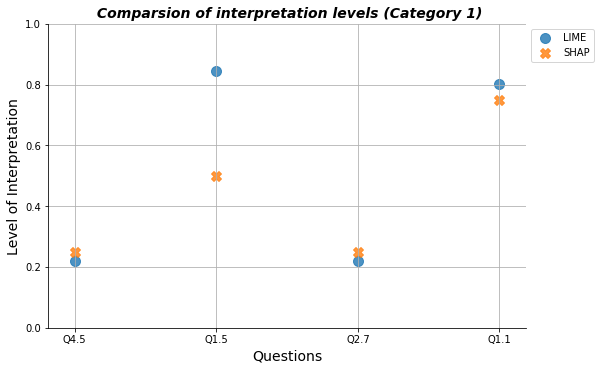 Comparsion of interpretation levels (Category 1)
LIME
SHAP
Level of Interpretation
1.0
0.8
0.6
0.4
0.2
0.0
Q4.5 Q1.5 Q2.7 Q1.1
Questions